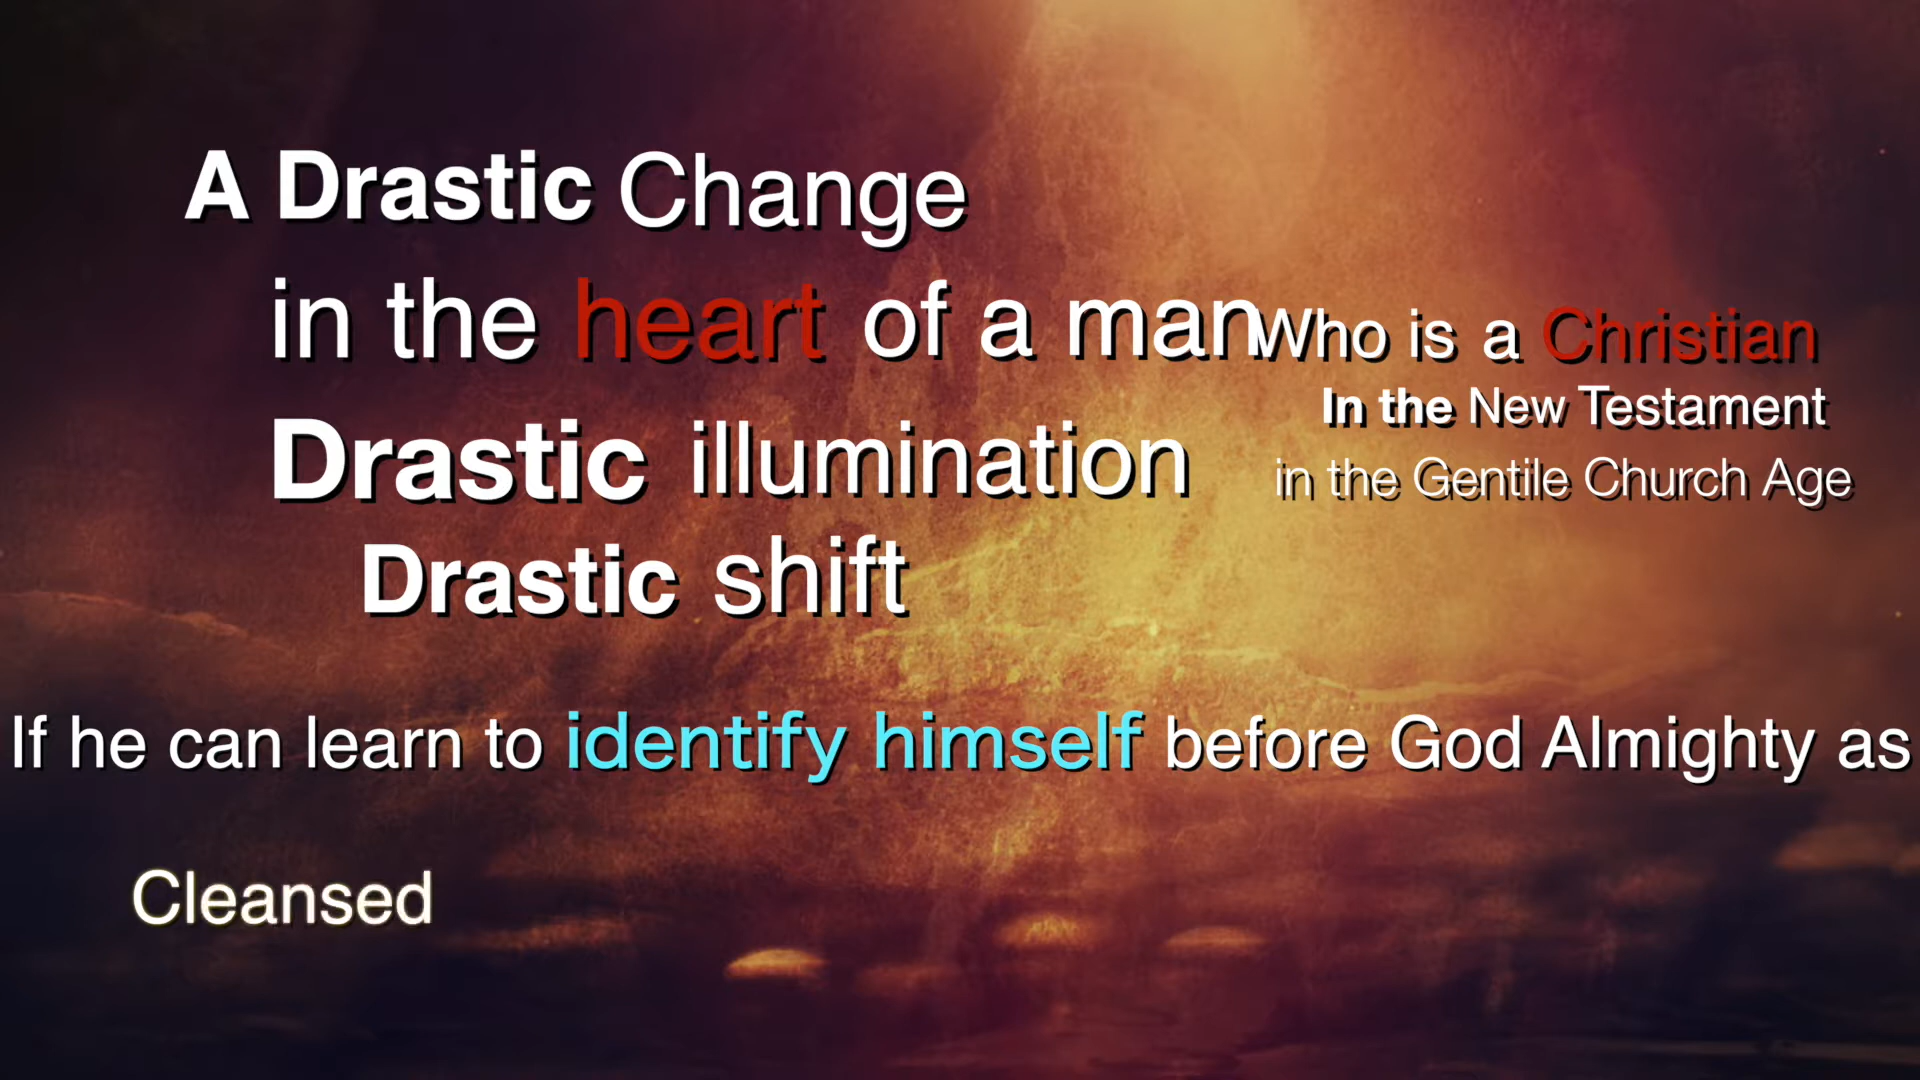 A Drastic Change
in the heart of a man
Who is a Christian
In the New Testament
in the Gentile Church Age
Drastic illumination
Drastic shift
If he can learn to identify himself before God Almighty as
Cleansed